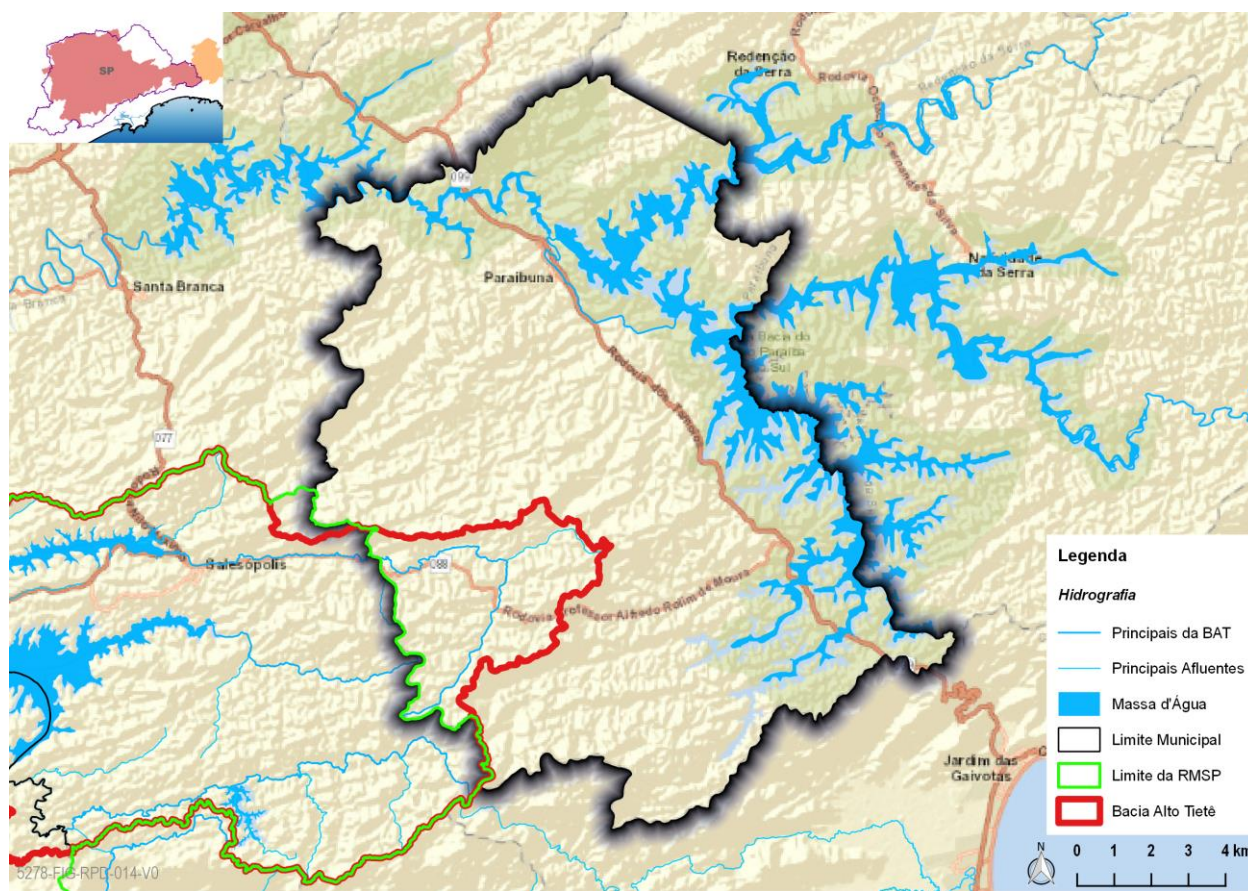 SP
Redenção
da Serra
Rodovia
099
Paraibuna
Santa Branca
Natividade
da Serra
Bacia do
Paraíba
Sul
Rodovia dos Tamoios
077
Salesópolis
088
Rodovia Professor Alfredo Rolim de Moura
Jardim das
Gaivotas
Legenda
Hidrografia
Principais da BAT
Principais Afluentes
Massa d'Água
Limite Municipal
Limite da RMSP
Bacia Alto Tietê
N
0 1 2 3 4 km
5278-FIG-RPD-014-V0